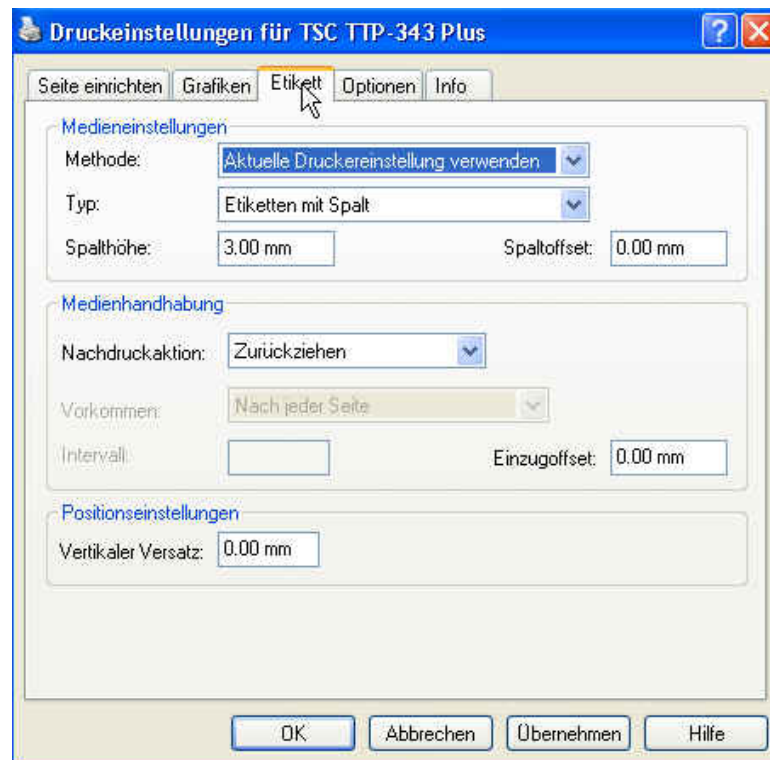 Druckeinstellungen für TSC TTP-343 Plus
Seite einrichten Grafiken Etikett Optionen Info
Medieneinstellungen
Methode: Aktuelle Druckereinstellung verwenden
Typ: Etiketten mit Spalt
Spalthöhe: 3.00 mm Spaltoffset: 0.00 mm
Medienhandhabung
Nachdruckaktion: Zurückziehen
Vorkommen: Nach jeder Seite
Intervall: Einzugoffset: 0.00 mm
Positionseinstellungen
Vertikaler Versatz: 0.00 mm
OK Abbrechen Übernehmen Hilfe